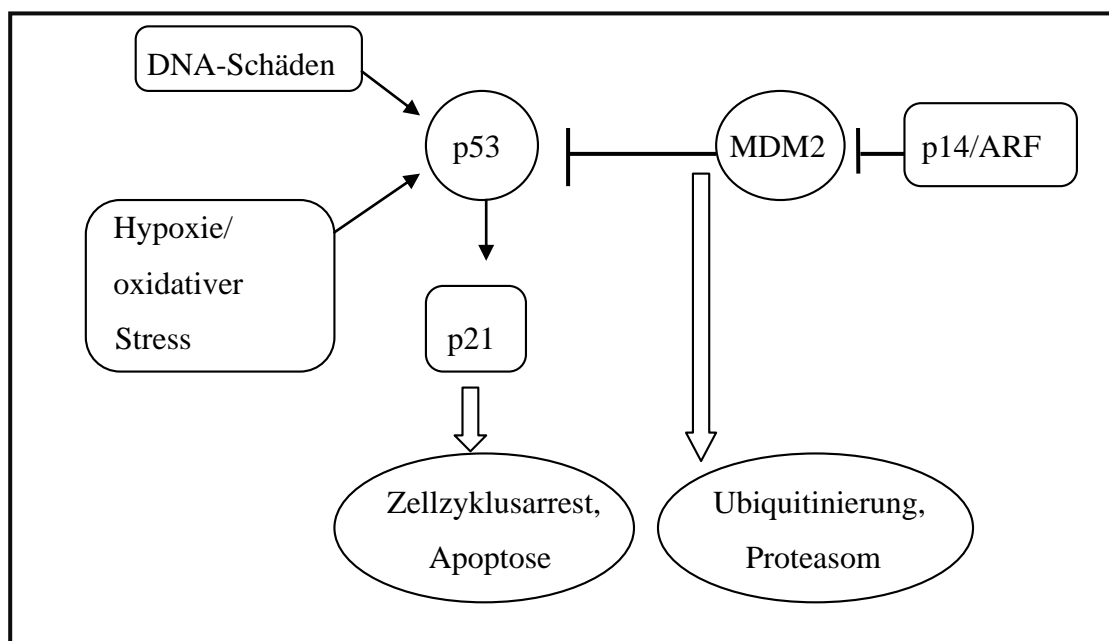 DNA-Schäden
p53
MDM2
p14/ARF
Hypoxie/
oxidativer
Stress
p21
Zellzyklusarrest,
Apoptose
Ubiquitinierung,
Proteasom